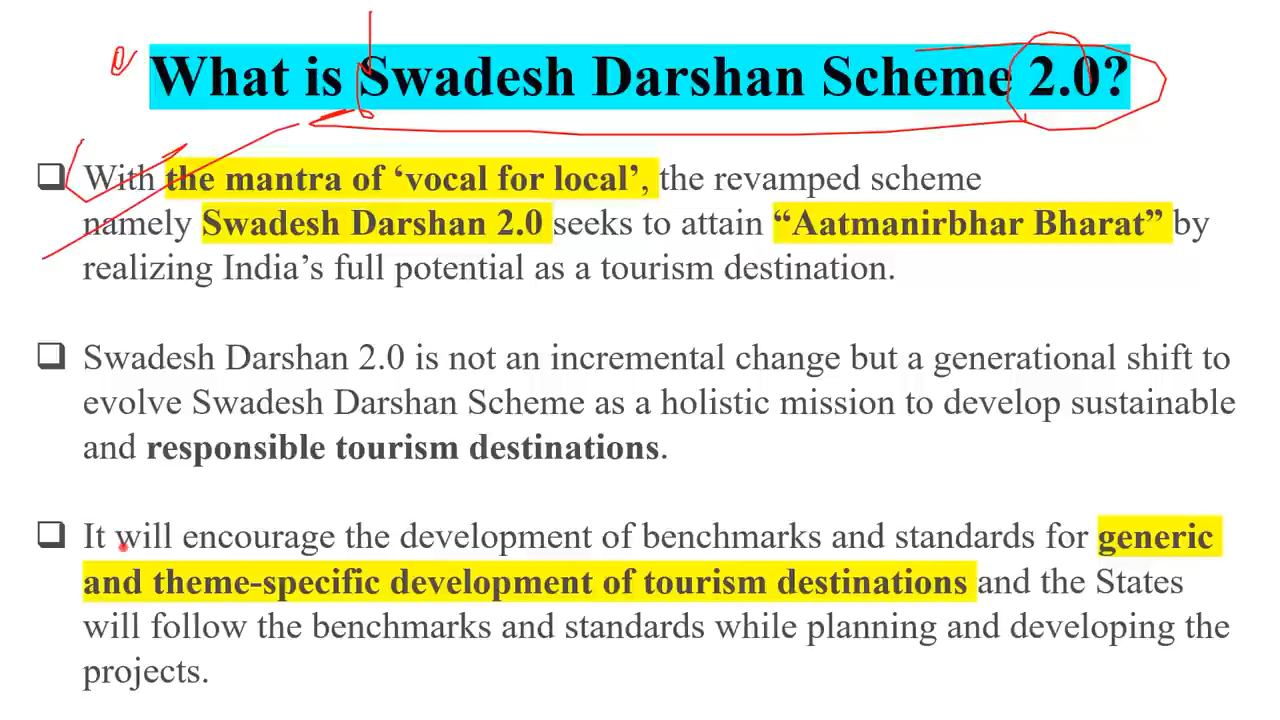 What is Swadesh Darshan Scheme 2.0?
With the mantra of ‘vocal for local’, the revamped scheme
namely Swadesh Darshan 2.0 seeks to attain “Aatmanirbhar Bharat” by
realizing India’s full potential as a tourism destination.
Swadesh Darshan 2.0 is not an incremental change but a generational shift to
evolve Swadesh Darshan Scheme as a holistic mission to develop sustainable
and responsible tourism destinations.
It will encourage the development of benchmarks and standards for generic
and theme-specific development of tourism destinations and the States
will follow the benchmarks and standards while planning and developing the
projects.